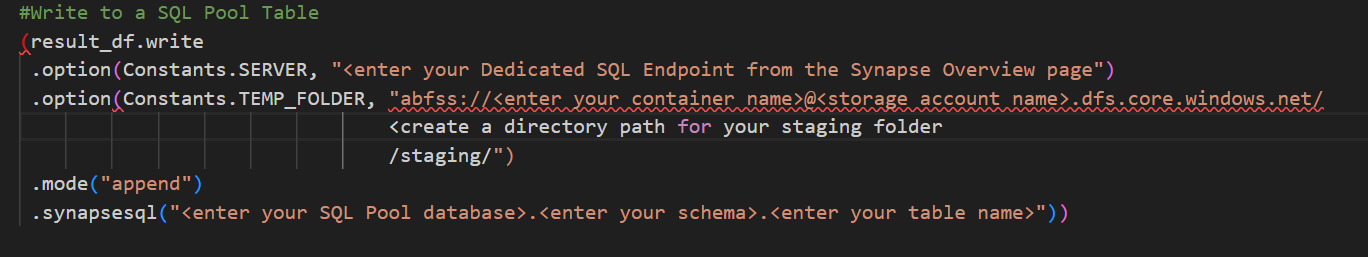 #Write to a SQL Pool Table
(result_df.write
.option(Constants.SERVER, "<enter your Dedicated SQL Endpoint from the Synapse Overview page")
.option(Constants.TEMP_FOLDER, "abfss://<enter your container name>@<storage account name>.dfs.core.windows.net/
<create a directory path for your staging folder
/staging/")
.mode("append")
.synapsesql("<enter your SQL Pool database>.<enter your schema>.<enter your table name>"))